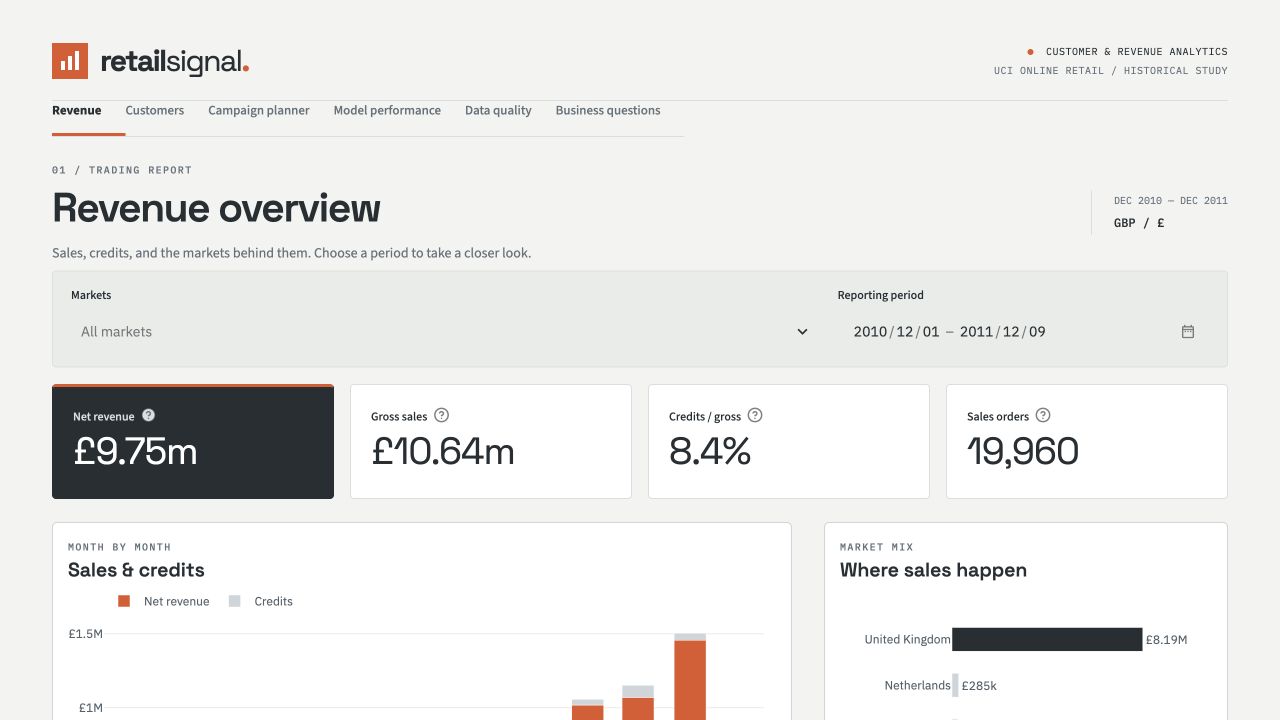 retailsignal.
CUSTOMER & REVENUE ANALYTICS
UCI ONLINE RETAIL / HISTORICAL STUDY
Revenue Customers Campaign planner Model performance Data quality Business questions
01 / TRADING REPORT
Revenue overview
DEC 2010 — DEC 2011
GBP / £
Sales, credits, and the markets behind them. Choose a period to take a closer look.
Markets
All markets
Reporting period
2010/12/01 – 2011/12/09
Net revenue ?
£9.75m
Gross sales ?
£10.64m
Credits / gross ?
8.4%
Sales orders ?
19,960
MONTH BY MONTH
Sales & credits
Net revenue Credits
£1.5M
£1M
MARKET MIX
Where sales happen
United Kingdom £8.19M
Netherlands £285k